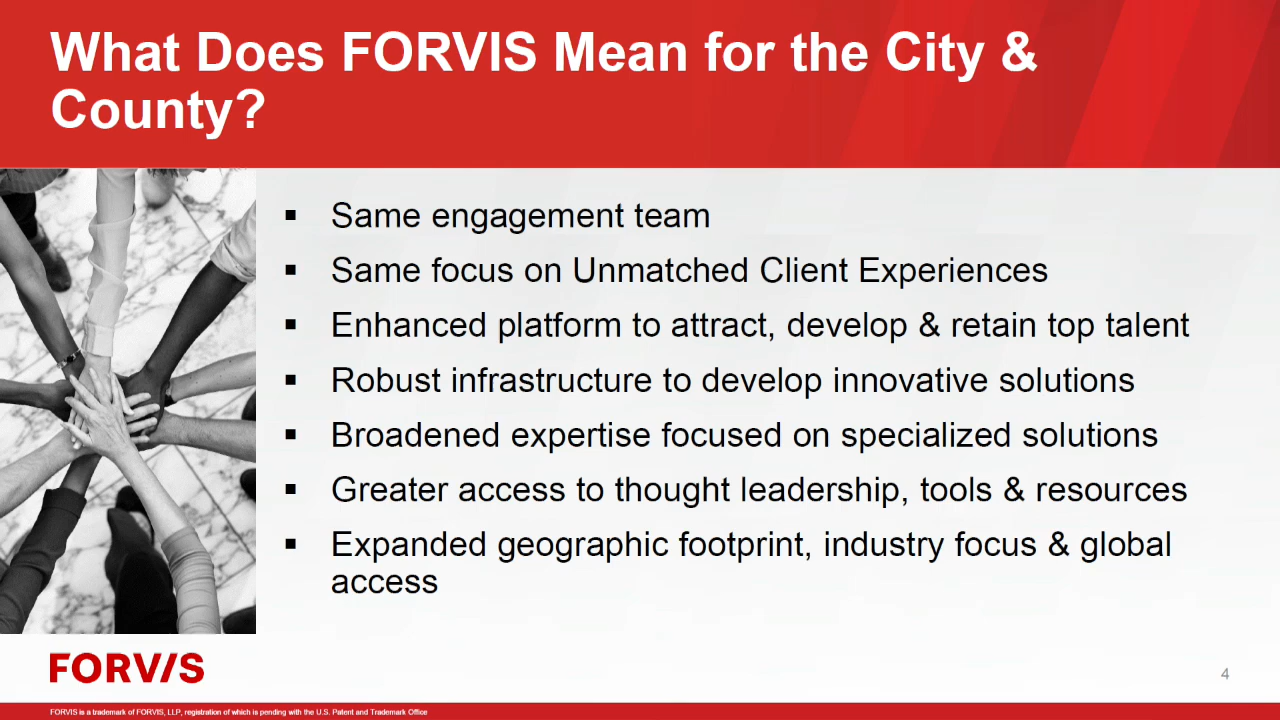 What Does FORVIS Mean for the City &
County?
▪ Same engagement team
▪ Same focus on Unmatched Client Experiences
▪ Enhanced platform to attract, develop & retain top talent
▪ Robust infrastructure to develop innovative solutions
▪ Broadened expertise focused on specialized solutions
▪ Greater access to thought leadership, tools & resources
▪ Expanded geographic footprint, industry focus & global
access
FORVIS
4
FORVIS is a trademark of FORVIS, LLP, registration of which is pending with the U.S. Patent and Trademark Office